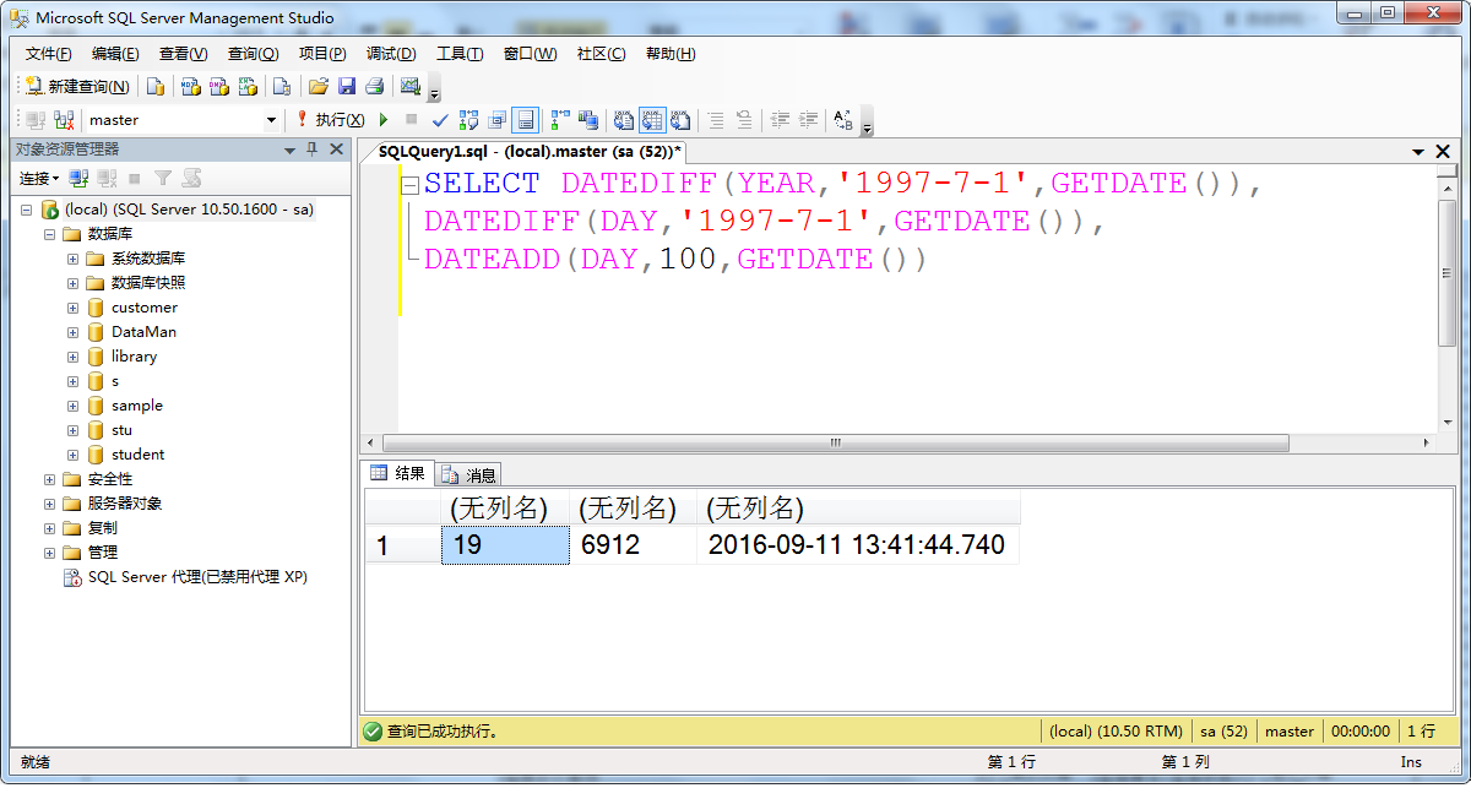 Microsoft SQL Server Management Studio
文件(F) 编辑(E) 查看(V) 查询(Q) 项目(P) 调试(D) 工具(T) 窗口(W) 社区(C) 帮助(H)
新建查询(N)
master 执行(X)
对象资源管理器
连接
(local) (SQL Server 10.50.1600 - sa)
数据库
系统数据库
数据库快照
customer
DataMan
library
s
sample
stu
student
安全性
服务器对象
复制
管理
SQL Server 代理(已禁用代理 XP)
SQLQuery1.sql - (local).master (sa (52))*
SELECT DATEDIFF(YEAR,'1997-7-1',GETDATE()),
DATEDIFF(DAY,'1997-7-1',GETDATE()),
DATEADD(DAY,100,GETDATE())
结果 消息
(无列名) (无列名) (无列名)
1 19 6912 2016-09-11 13:41:44.740
查询已成功执行。 (local) (10.50 RTM) sa (52) master 00:00:00 1 行
就绪 第 1 行 第 1 列 Ins